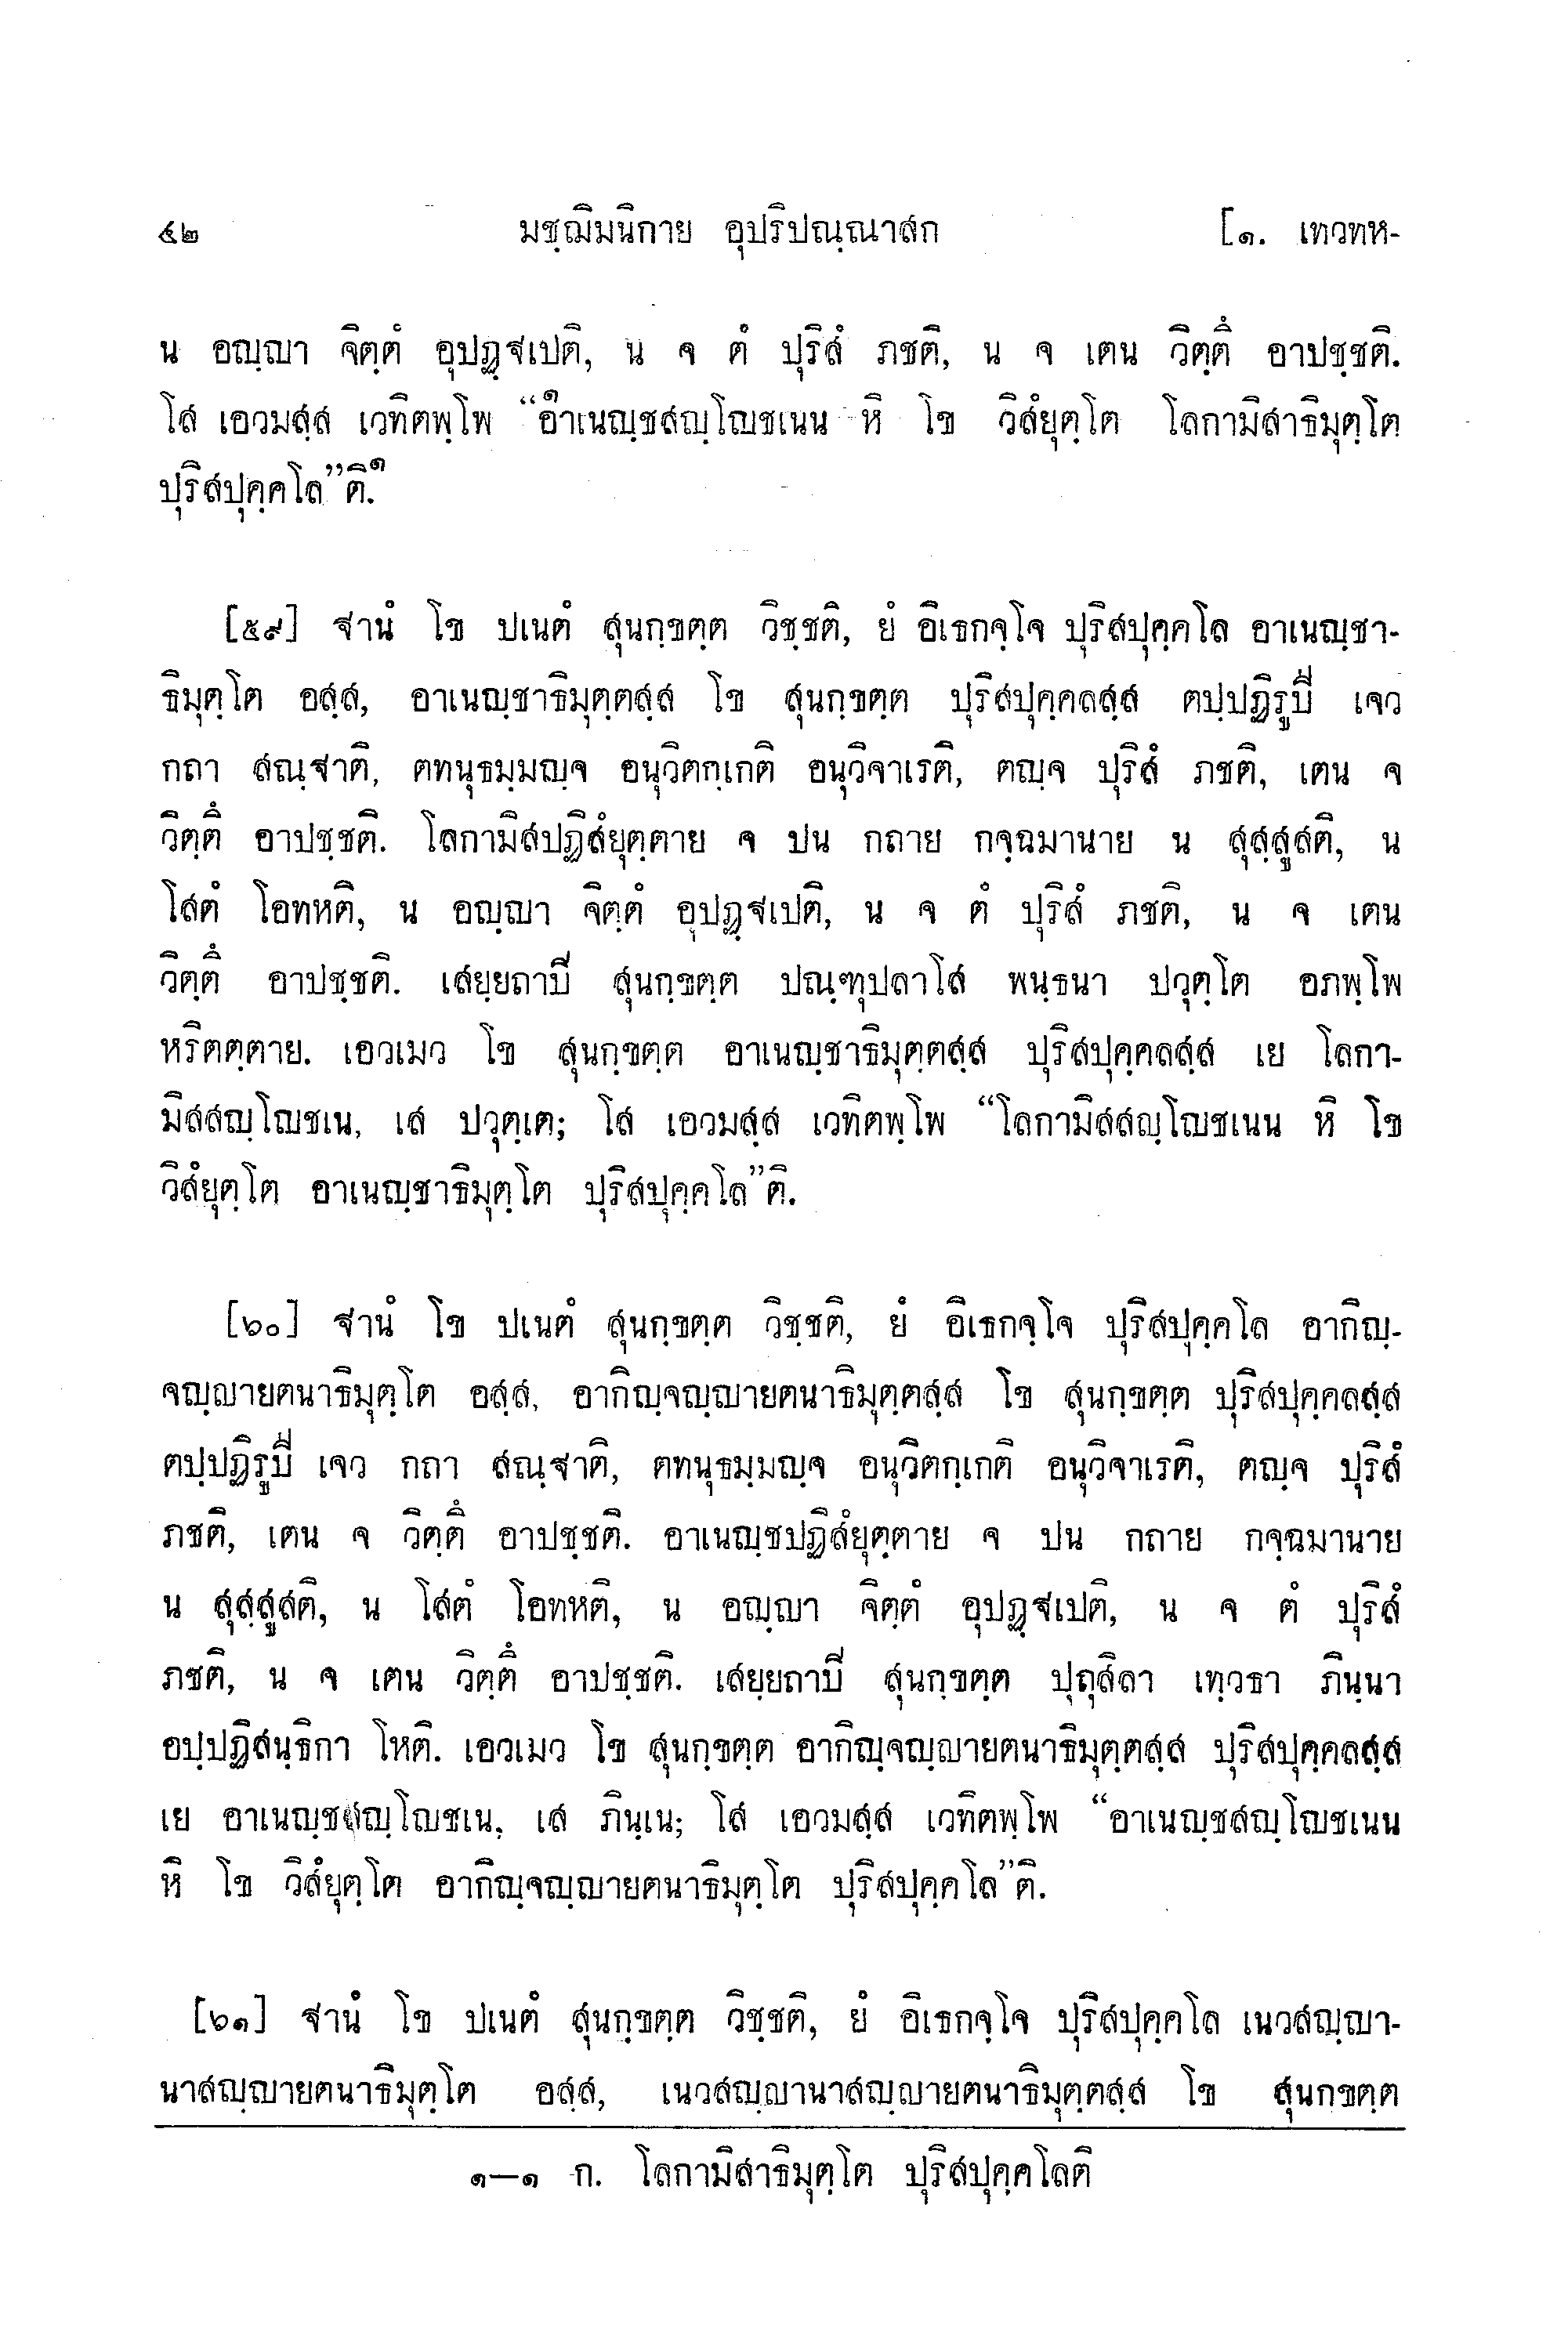 ๕๒ มชฺฌิมนิกาย อุปริปณฺณาสก [๑. เทวทห-
น อญฺญา จิตฺตํ อุปฏฺฐเปติ, น จ ตํ ปุริสํ ภชติ, น จ เตน วิตฺตึ อาปชฺชติ.
โส เอวมสฺส เวทิตพฺโพ “๑อาเนญฺชสญฺโญชเนน หิ โข วิสํยุตฺโต โลกามิสาธิมุตฺโต
ปุริสปุคฺคโล”ติ.๑
[๕๙] ฐานํ โข ปเนตํ สุนกฺขตฺต วิชฺชติ, ยํ อิเธกจฺโจ ปุริสปุคฺคโล อาเนญฺชา-
ธิมุตฺโต อสฺส, อาเนญฺชาธิมุตฺตสฺส โข สุนกฺขตฺต ปุริสปุคฺคลสฺส ตปฺปฏิรูปี เจว
กถา สณฺฐาติ, ตทนุธมฺมญฺจ อนุวิตกฺเกติ อนุวิจาเรติ, ตญฺจ ปุริสํ ภชติ, เตน จ
วิตฺตึ อาปชฺชติ. โลกามิสปฏิสํยุตฺตาย จ ปน กถาย กจฺฉมานาย น สุสฺสูสติ, น
โสตํ โอทหติ, น อญฺญา จิตฺตํ อุปฏฺฐเปติ, น จ ตํ ปุริสํ ภชติ, น จ เตน
วิตฺตึ อาปชฺชติ. เสยฺยถาปี สุนกฺขตฺต ปณฺฑุปลาโส พนฺธนา ปวุตฺโต อภพฺโพ
หริตตฺตาย. เอวเมว โข สุนกฺขตฺต อาเนญฺชาธิมุตฺตสฺส ปุริสปุคฺคลสฺส เย โลกา-
มิสสญฺโญชเน, เส ปวุตฺเต; โส เอวมสฺส เวทิตพฺโพ “โลกามิสสญฺโญชเนน หิ โข
วิสํยุตฺโต อาเนญฺชาธิมุตฺโต ปุริสปุคฺคโล”ติ.
[๖๐] ฐานํ โข ปเนตํ สุนกฺขตฺต วิชฺชติ, ยํ อิเธกจฺโจ ปุริสปุคฺคโล อากิญฺ-
จญฺญายตนาธิมุตฺโต อสฺส, อากิญฺจญฺญายตนาธิมุตฺตสฺส โข สุนกฺขตฺต ปุริสปุคฺคลสฺส
ตปฺปฏิรูปี เจว กถา สณฺฐาติ, ตทนุธมฺมญฺจ อนุวิตกฺเกติ อนุวิจาเรติ, ตญฺจ ปุริสํ
ภชติ, เตน จ วิตฺตึ อาปชฺชติ. อาเนญฺชปฏิสํยุตฺตาย จ ปน กถาย กจฺฉมานาย
น สุสฺสูสติ, น โสตํ โอทหติ, น อญฺญา จิตฺตํ อุปฏฺฐเปติ, น จ ตํ ปุริสํ
ภชติ, น จ เตน วิตฺตึ อาปชฺชติ. เสยฺยถาปี สุนกฺขตฺต ปุถุสิลา เทฺวธา ภินฺนา
อปฺปฏิสนฺธิกา โหติ. เอวเมว โข สุนกฺขตฺต อากิญฺจญฺญายตนาธิมุตฺตสฺส ปุริสปุคฺคลสฺส
เย อาเนญฺชสญฺโญชเน, เส ภินฺเน; โส เอวมสฺส เวทิตพฺโพ “อาเนญฺชสญฺโญชเนน
หิ โข วิสํยุตฺโต อากิญฺจญฺญายตนาธิมุตฺโต ปุริสปุคฺคโล”ติ.
[๖๑] ฐานํ โข ปเนตํ สุนกฺขตฺต วิชฺชติ, ยํ อิเธกจฺโจ ปุริสปุคฺคโล เนวสญฺญา-
นาสญฺญายตนาธิมุตฺโต อสฺส, เนวสญฺญานาสญฺญายตนาธิมุตฺตสฺส โข สุนกขตฺต
๑—๑ ก. โลกามิสาธิมุตฺโต ปุริสปุคฺคโลติ